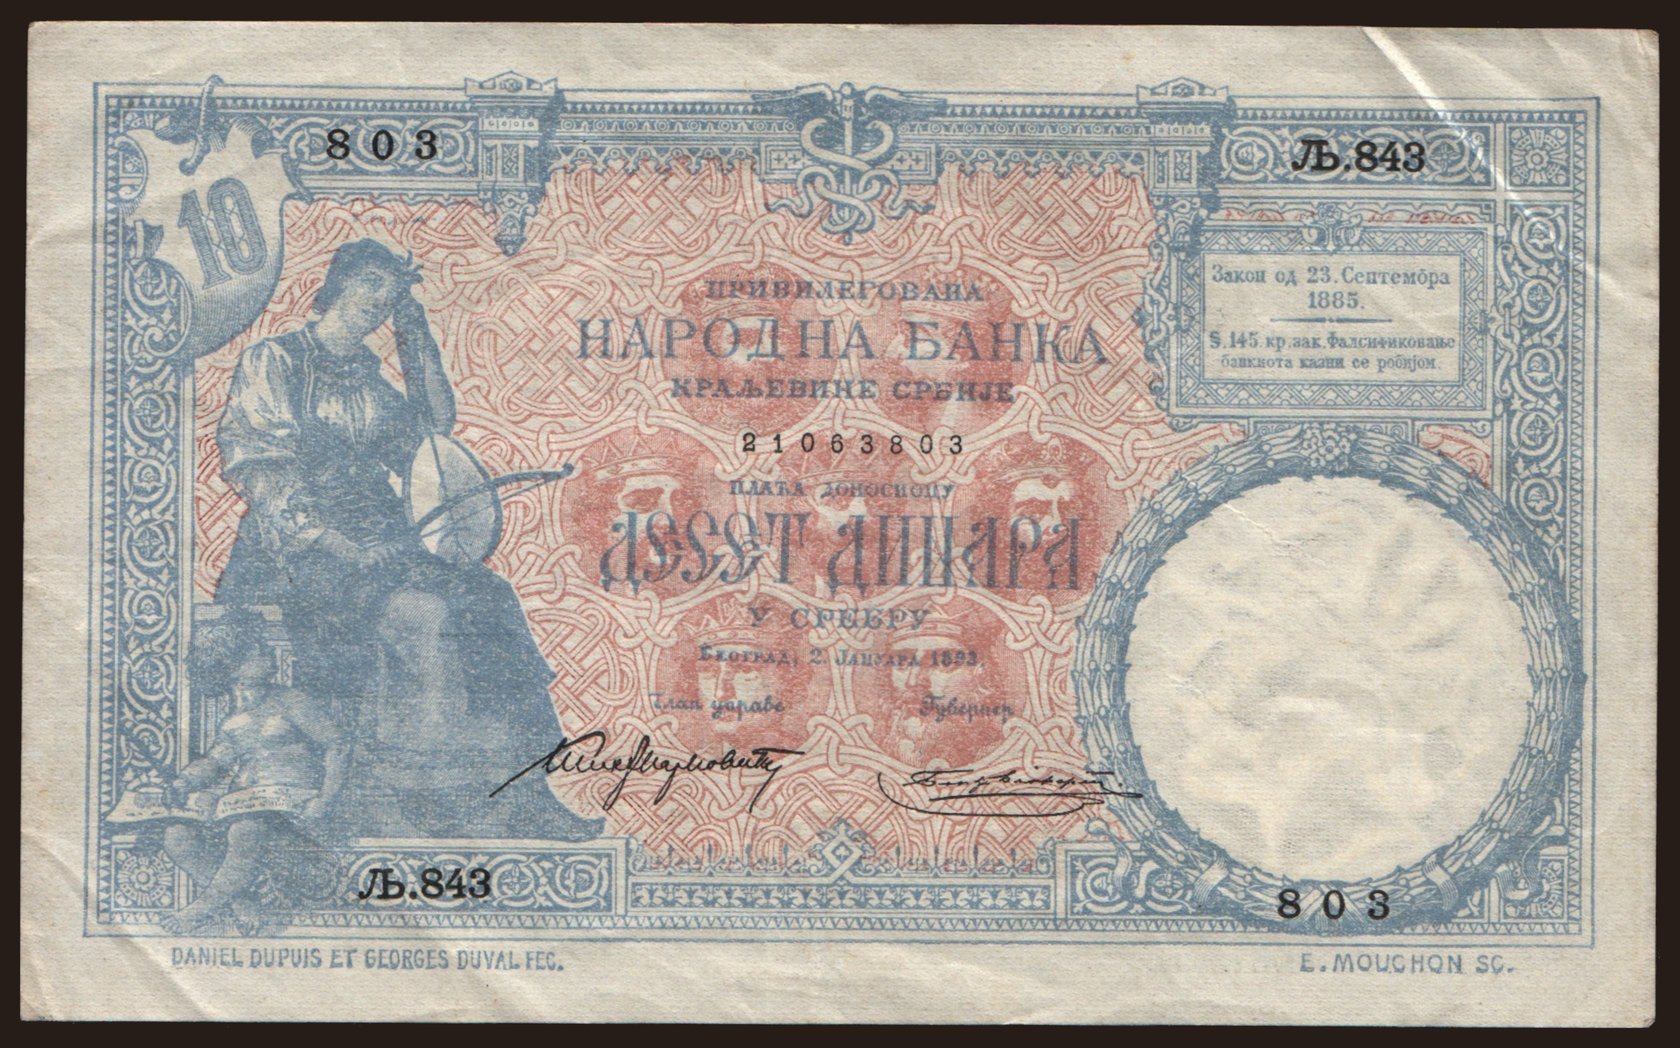 10
803
Љ.843
Закон од 23. Септембра
1885.
§.145. кр. зак. Фалсификовање
банкнота казни се робијом.
ПРИВИЛЕГОВАНА
НАРОДНА БАНКА
КРАЉЕВИНЕ СРБИЈЕ
21063803
ПЛАЋА ДОНОСИОЦУ
ДЕСЕТ ДИНАРА
У СРЕБРУ
БЕОГРАД, 2. ЈАНУАРА 1893
Члан управе Гувернер
Љ.843
803
DANIEL DUPUIS ET GEORGES DUVAL FEC.
E. MOUCHON SC.